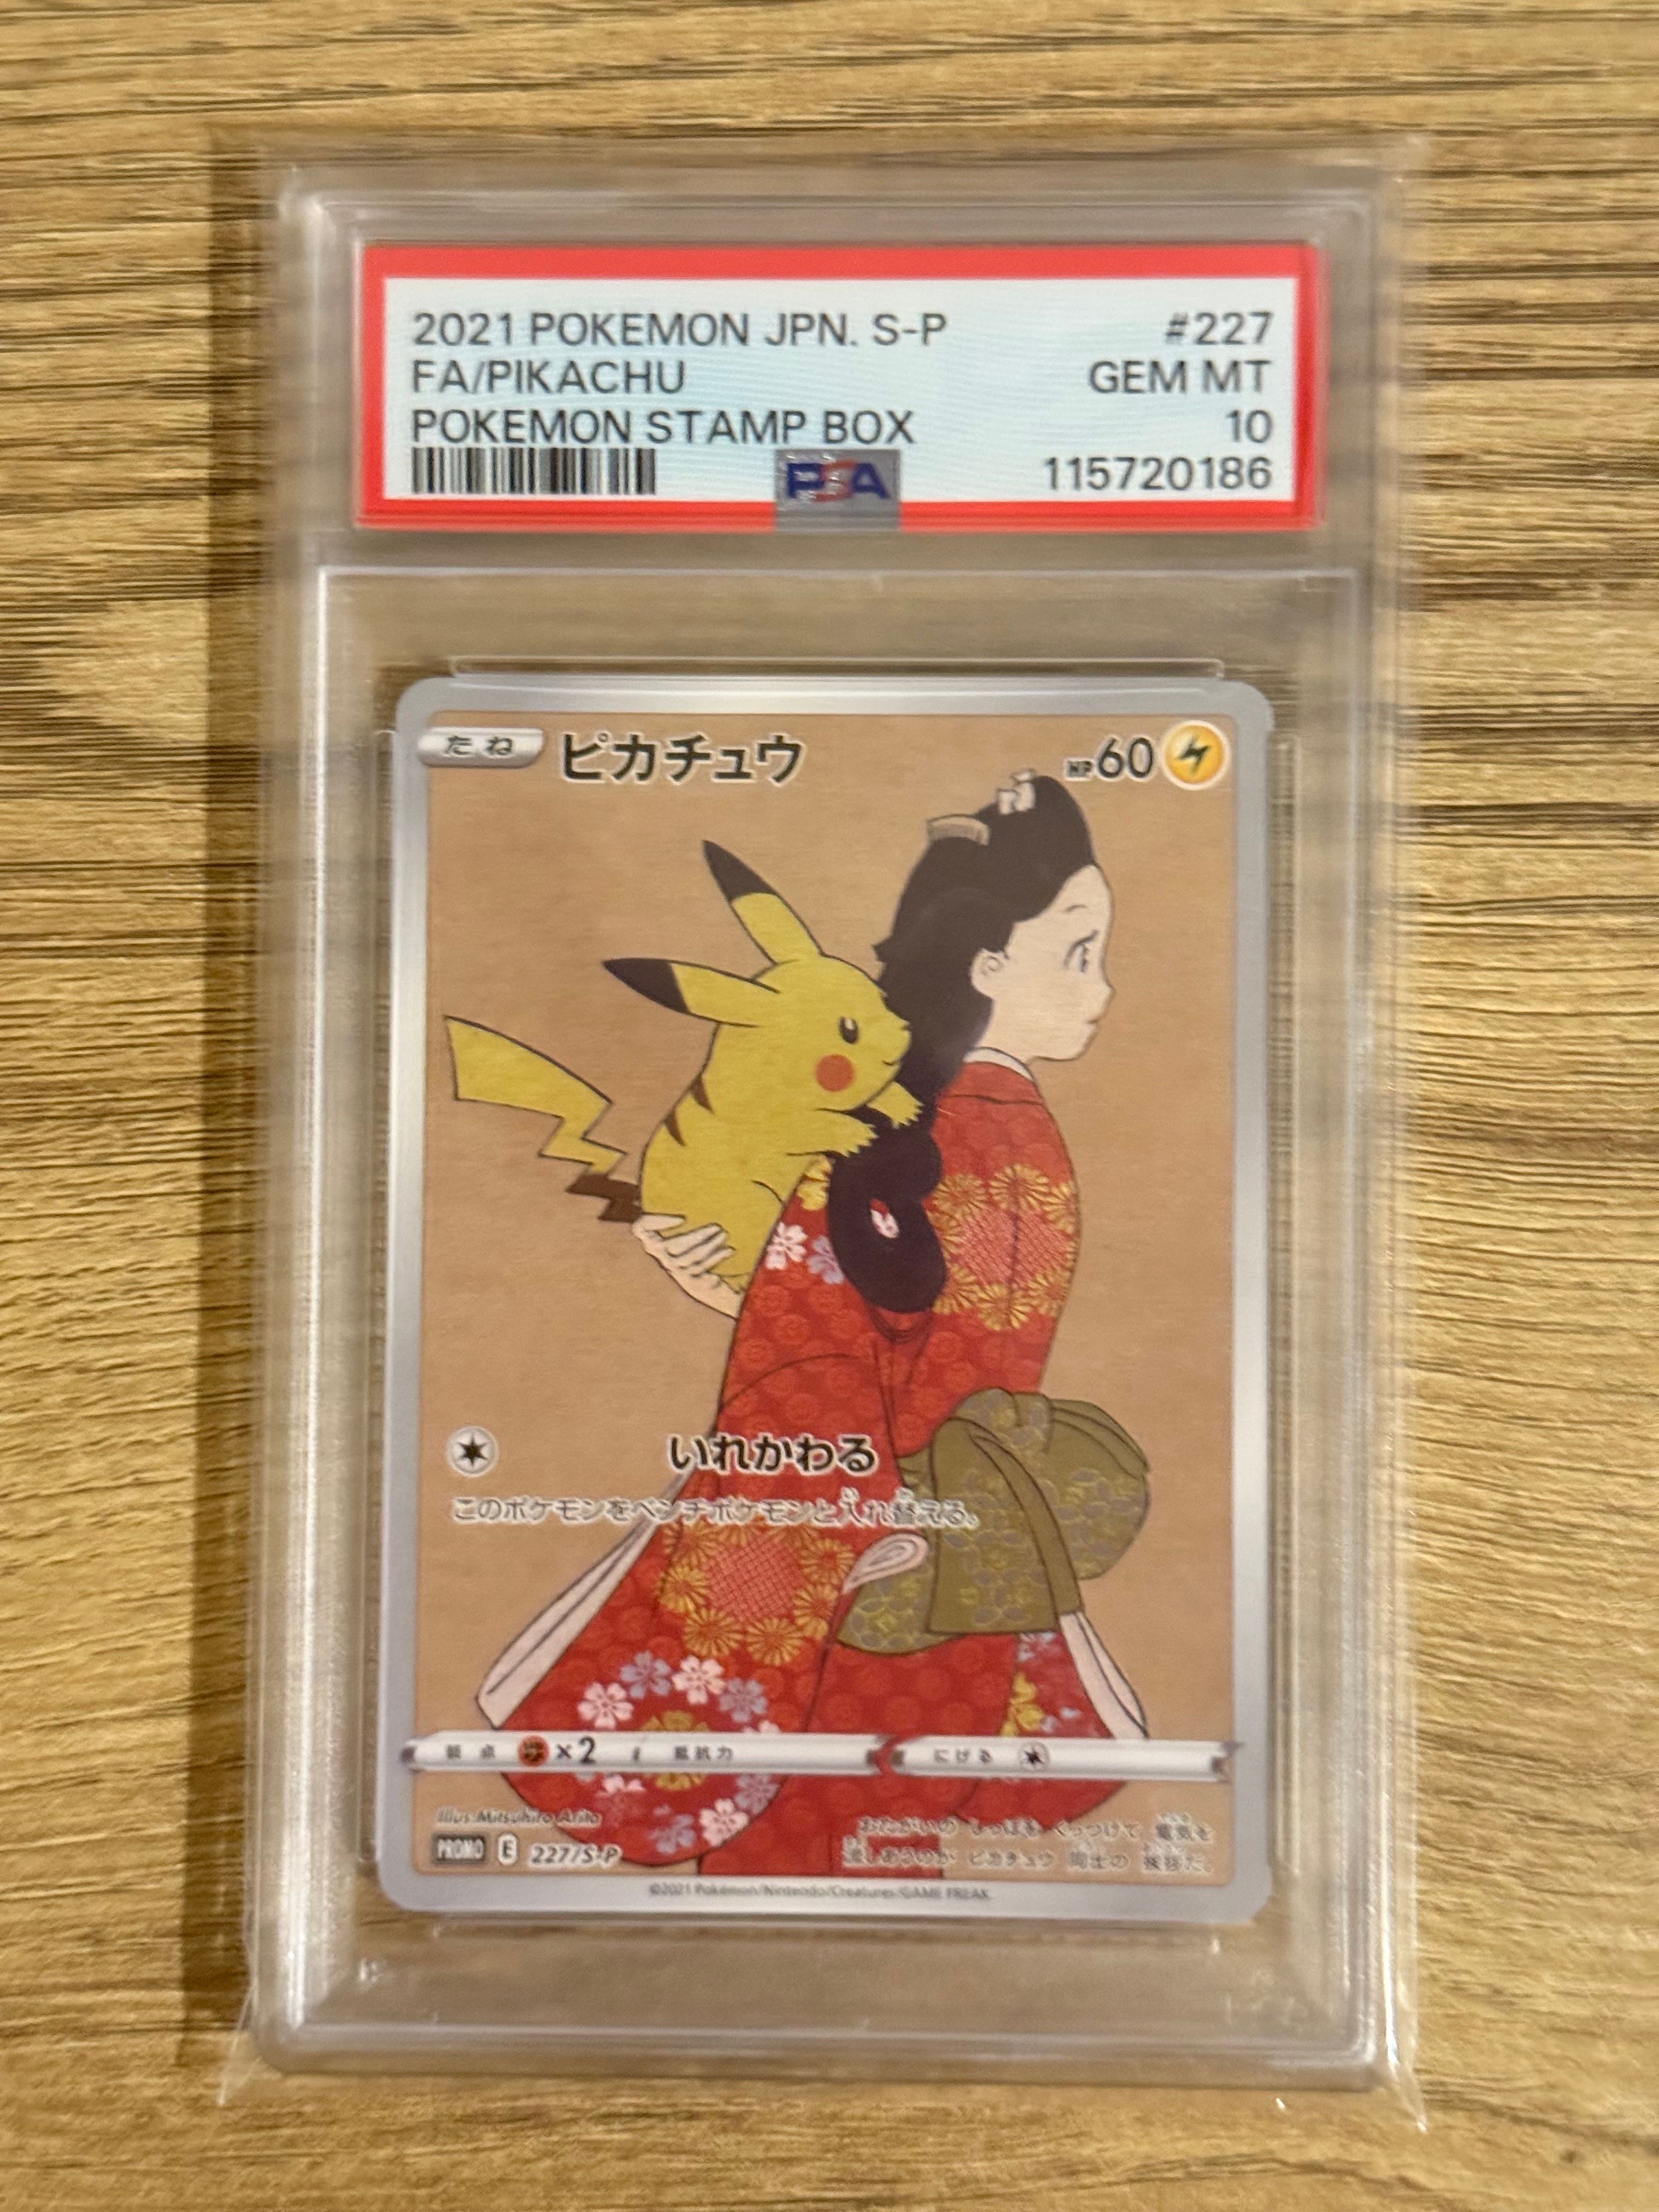 2021 POKEMON JPN. S-P #227
FA/PIKACHU GEM MT
POKEMON STAMP BOX 10
PSA 115720186
たね ピカチュウ HP60
いれかわる
このポケモンをベンチポケモンと入れ替える。
弱点 ×2 抵抗力 にげる
Illus. Mitsuhiro Arita
PROMO E 227/S-P
おたがいの しっぽを くっつけて 電気を
流しあうのが ピカチュウ 同士の 挨拶だ。
©2021 Pokémon/Nintendo/Creatures/GAME FREAK